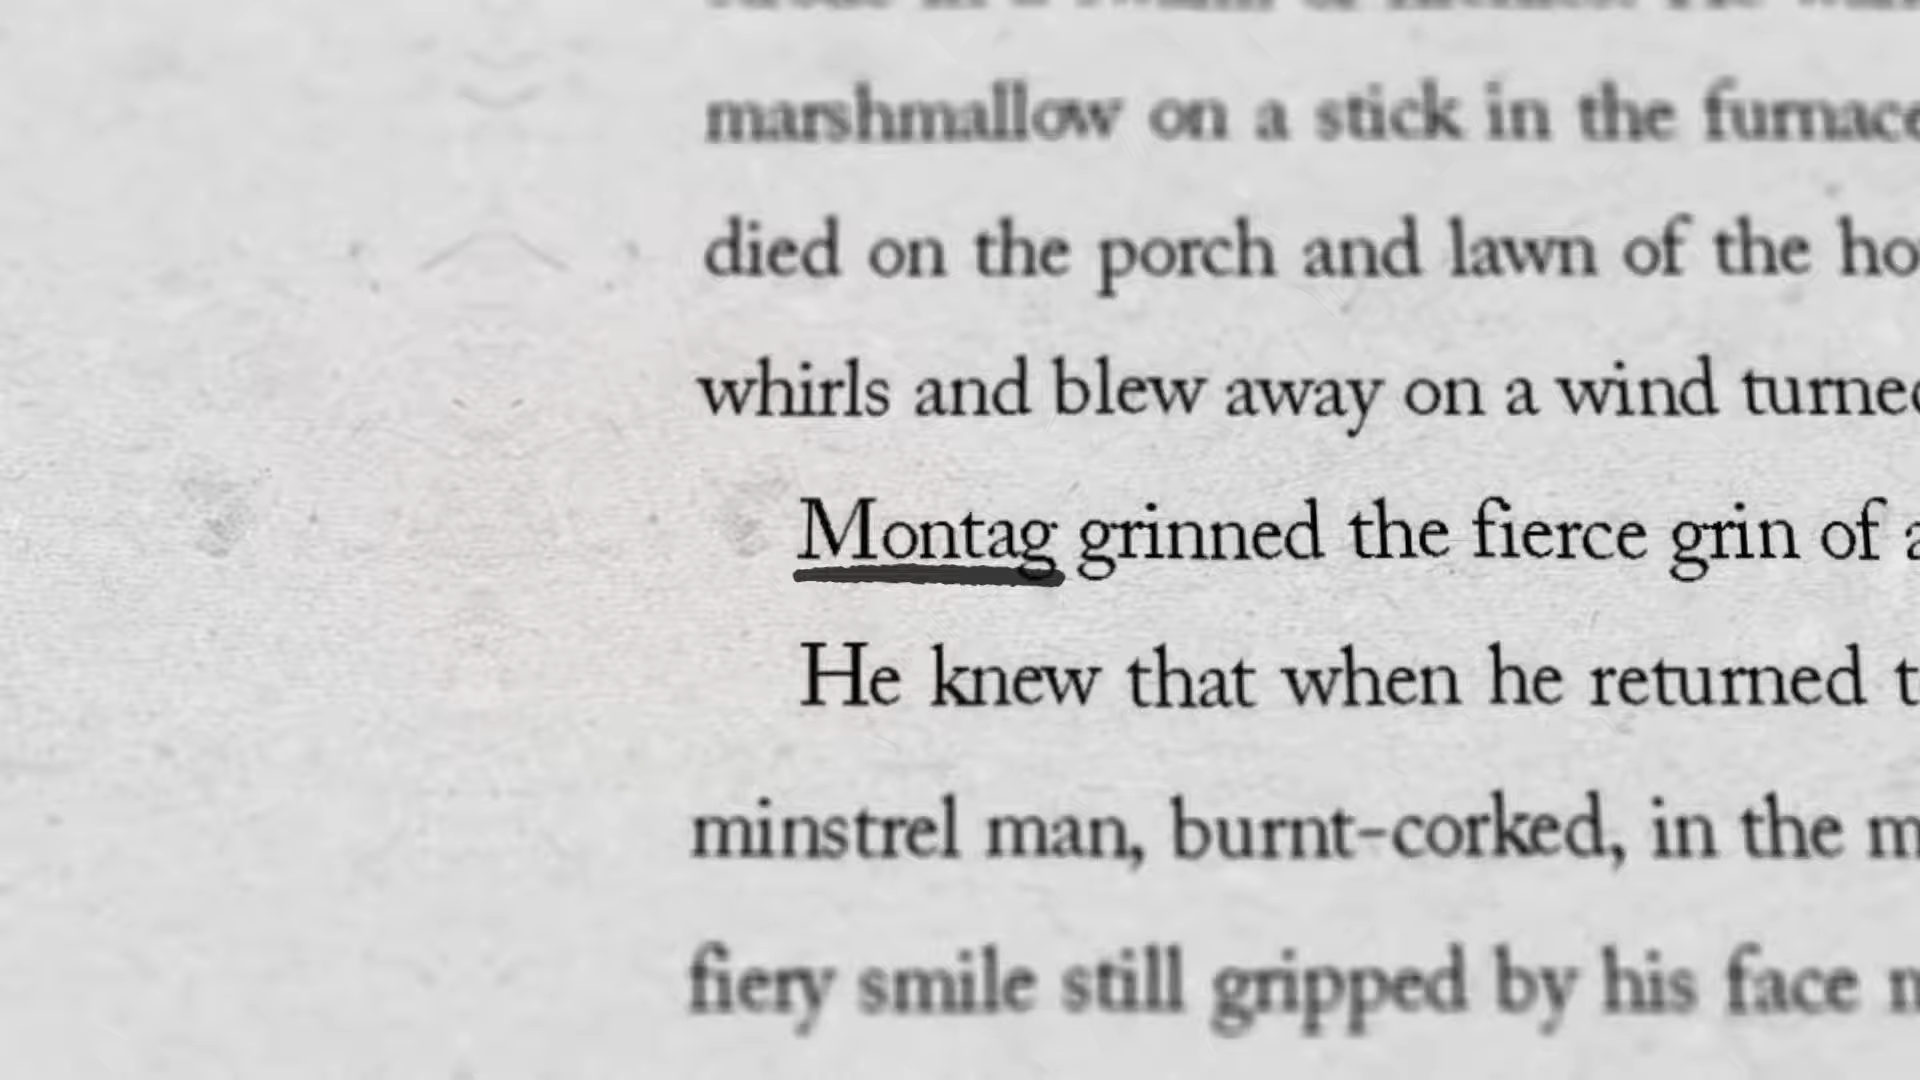 marshmallow on a stick in the furnace
died on the porch and lawn of the ho
whirls and blew away on a wind turned
Montag grinned the fierce grin of a
He knew that when he returned t
minstrel man, burnt-corked, in the m
fiery smile still gripped by his face m